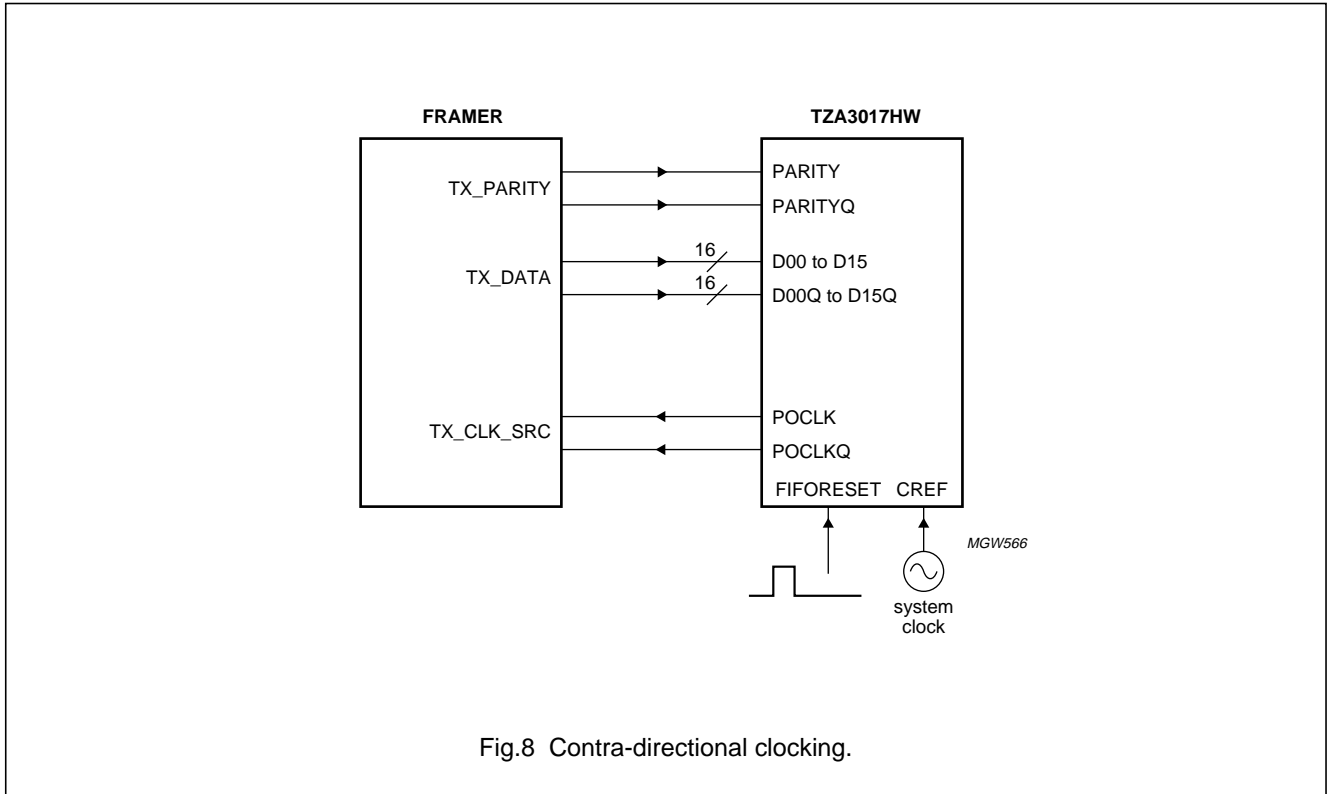 FRAMER
TZA3017HW
TX_PARITY
PARITY
PARITYQ
TX_DATA
16
D00 to D15
16
D00Q to D15Q
TX_CLK_SRC
POCLK
POCLKQ
FIFORESET CREF
MGW566
system
clock
Fig.8 Contra-directional clocking.